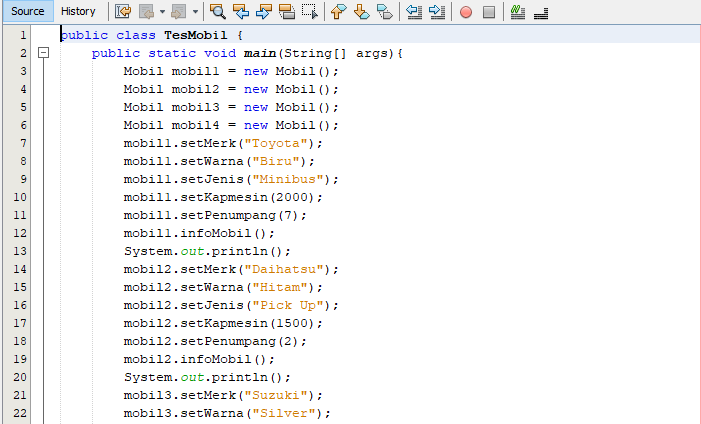 Source History
1 public class TesMobil {
2 public static void main(String[] args){
3 Mobil mobil1 = new Mobil();
4 Mobil mobil2 = new Mobil();
5 Mobil mobil3 = new Mobil();
6 Mobil mobil4 = new Mobil();
7 mobil1.setMerk("Toyota");
8 mobil1.setWarna("Biru");
9 mobil1.setJenis("Minibus");
10 mobil1.setKapmesin(2000);
11 mobil1.setPenumpang(7);
12 mobil1.infoMobil();
13 System.out.println();
14 mobil2.setMerk("Daihatsu");
15 mobil2.setWarna("Hitam");
16 mobil2.setJenis("Pick Up");
17 mobil2.setKapmesin(1500);
18 mobil2.setPenumpang(2);
19 mobil2.infoMobil();
20 System.out.println();
21 mobil3.setMerk("Suzuki");
22 mobil3.setWarna("Silver");